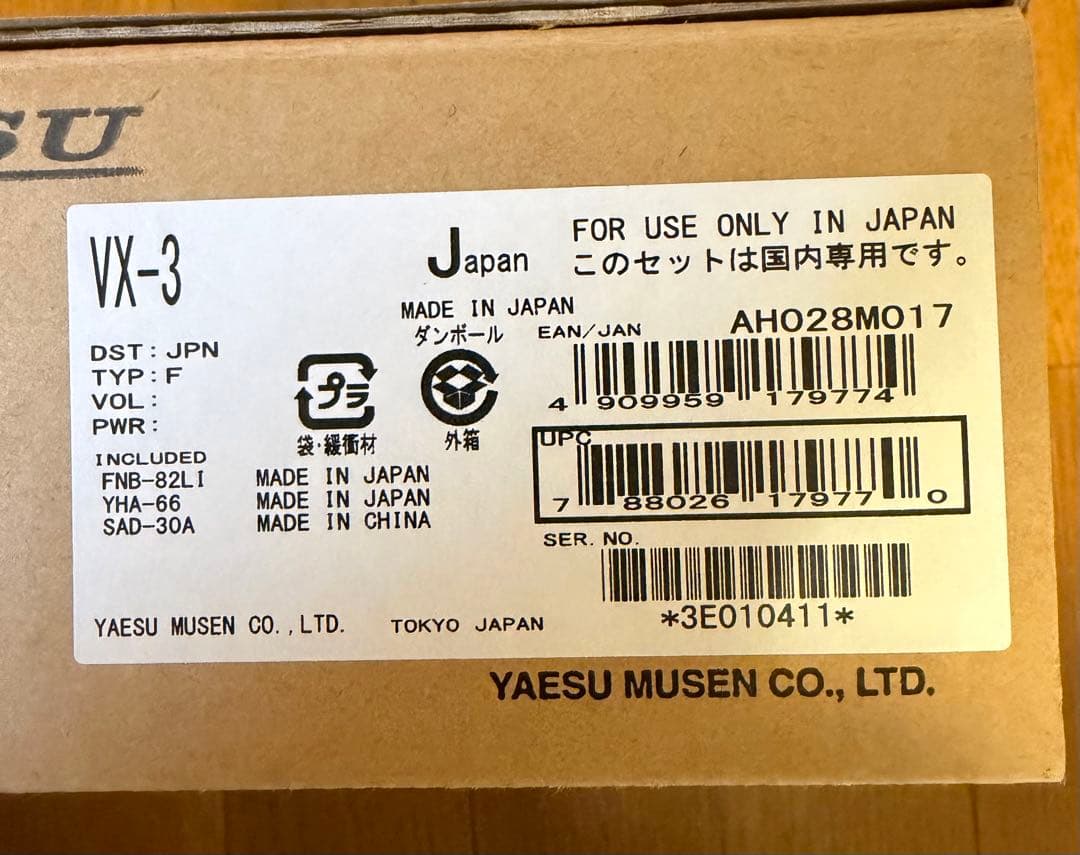 SU
VX-3
Japan
FOR USE ONLY IN JAPAN
このセットは国内専用です。
MADE IN JAPAN
ダンボール
EAN/JAN
AH028M017
DST: JPN
TYP: F
VOL:
PWR:
プラ
袋・緩衝材
外箱
4 909959 179774
UPC
7 88026 17977 0
INCLUDED
FNB-82LI MADE IN JAPAN
YHA-66 MADE IN JAPAN
SAD-30A MADE IN CHINA
SER. NO.
*3E010411*
YAESU MUSEN CO.,LTD. TOKYO JAPAN
YAESU MUSEN CO., LTD.